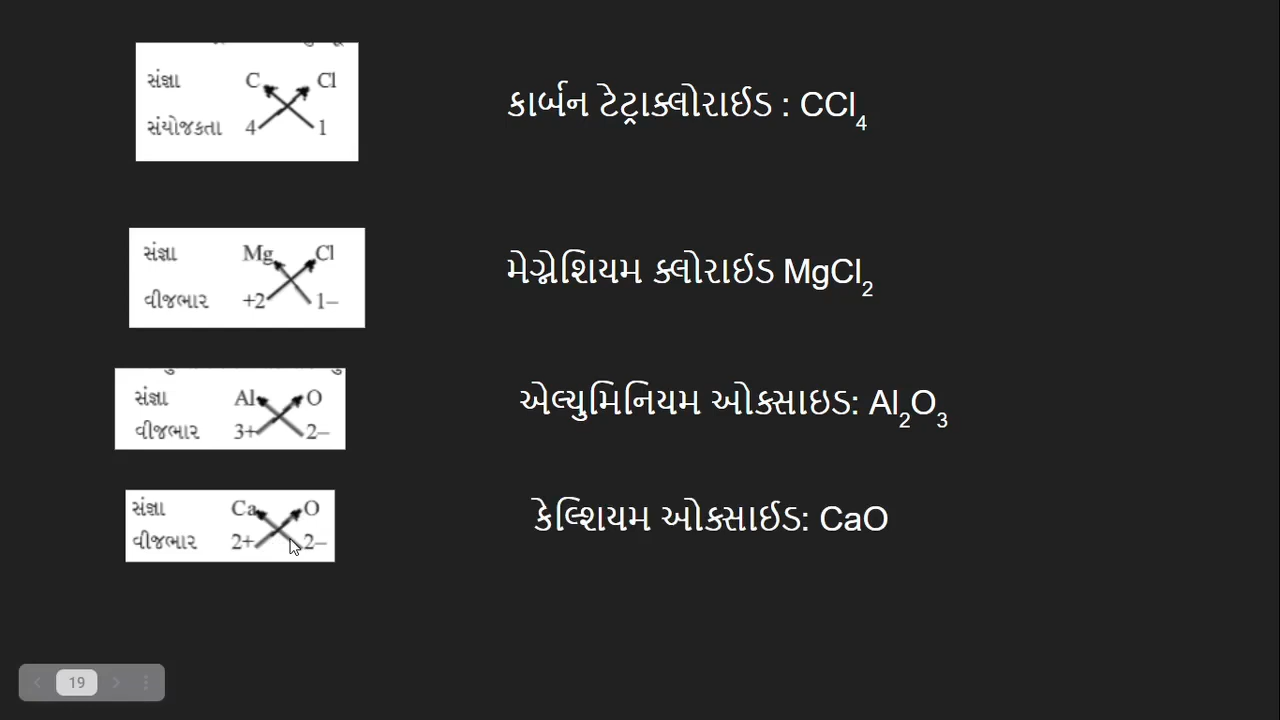 સંજ્ઞા C Cl
સંયોજકતા 4 1
કાર્બન ટેટ્રાક્લોરાઈડ : CCl4
સંજ્ઞા Mg Cl
વીજભાર +2 1–
મેગ્નેશિયમ ક્લોરાઈડ MgCl2
સંજ્ઞા Al O
વીજભાર 3+ 2–
એલ્યુમિનિયમ ઓક્સાઇડ: Al2O3
સંજ્ઞા Ca O
વીજભાર 2+ 2–
કેલ્શિયમ ઓક્સાઈડ: CaO
19